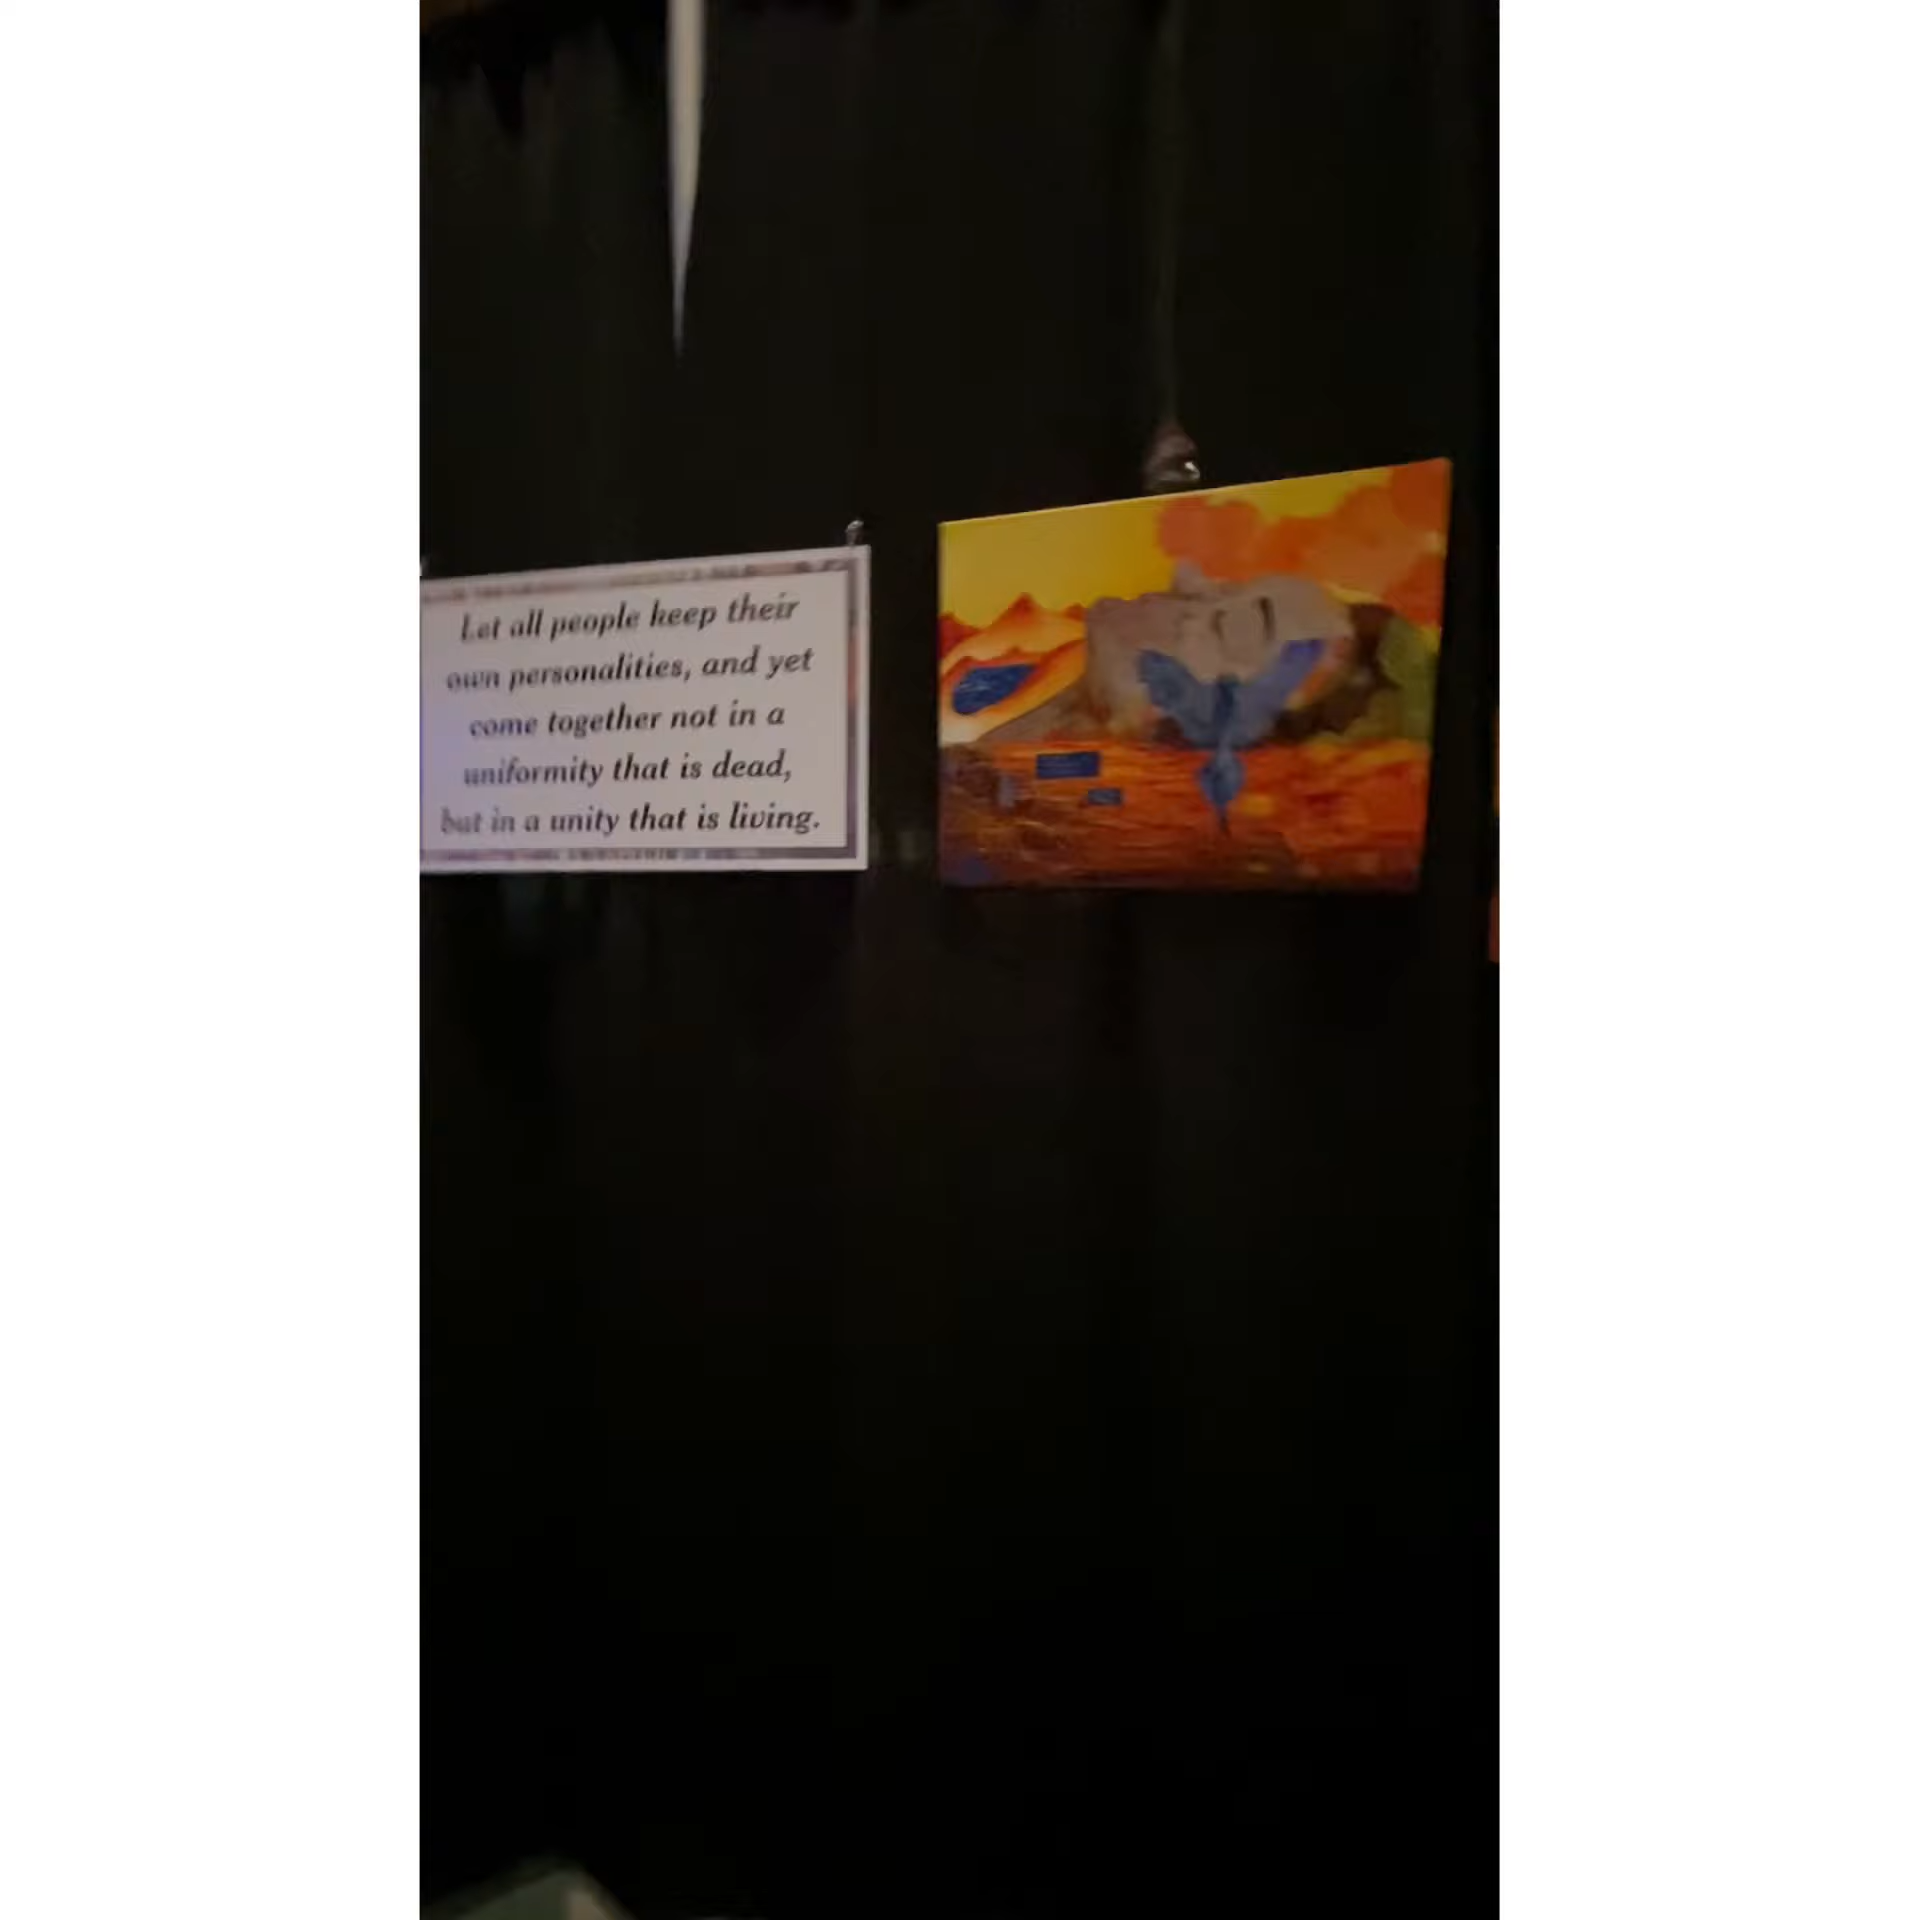 Let all people keep their
own personalities, and yet
come together not in a
uniformity that is dead,
but in a unity that is living.